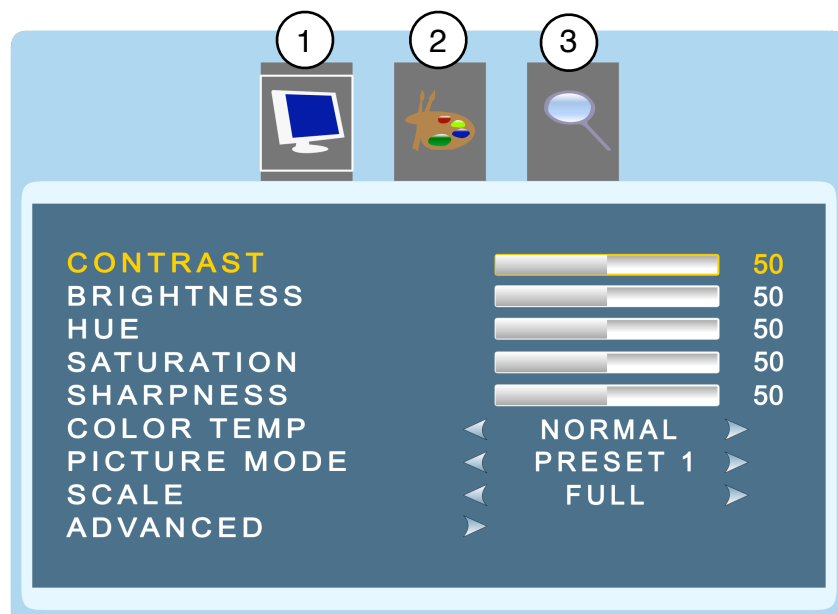 1 2 3
CONTRAST 50
BRIGHTNESS 50
HUE 50
SATURATION 50
SHARPNESS 50
COLOR TEMP NORMAL
PICTURE MODE PRESET 1
SCALE FULL
ADVANCED